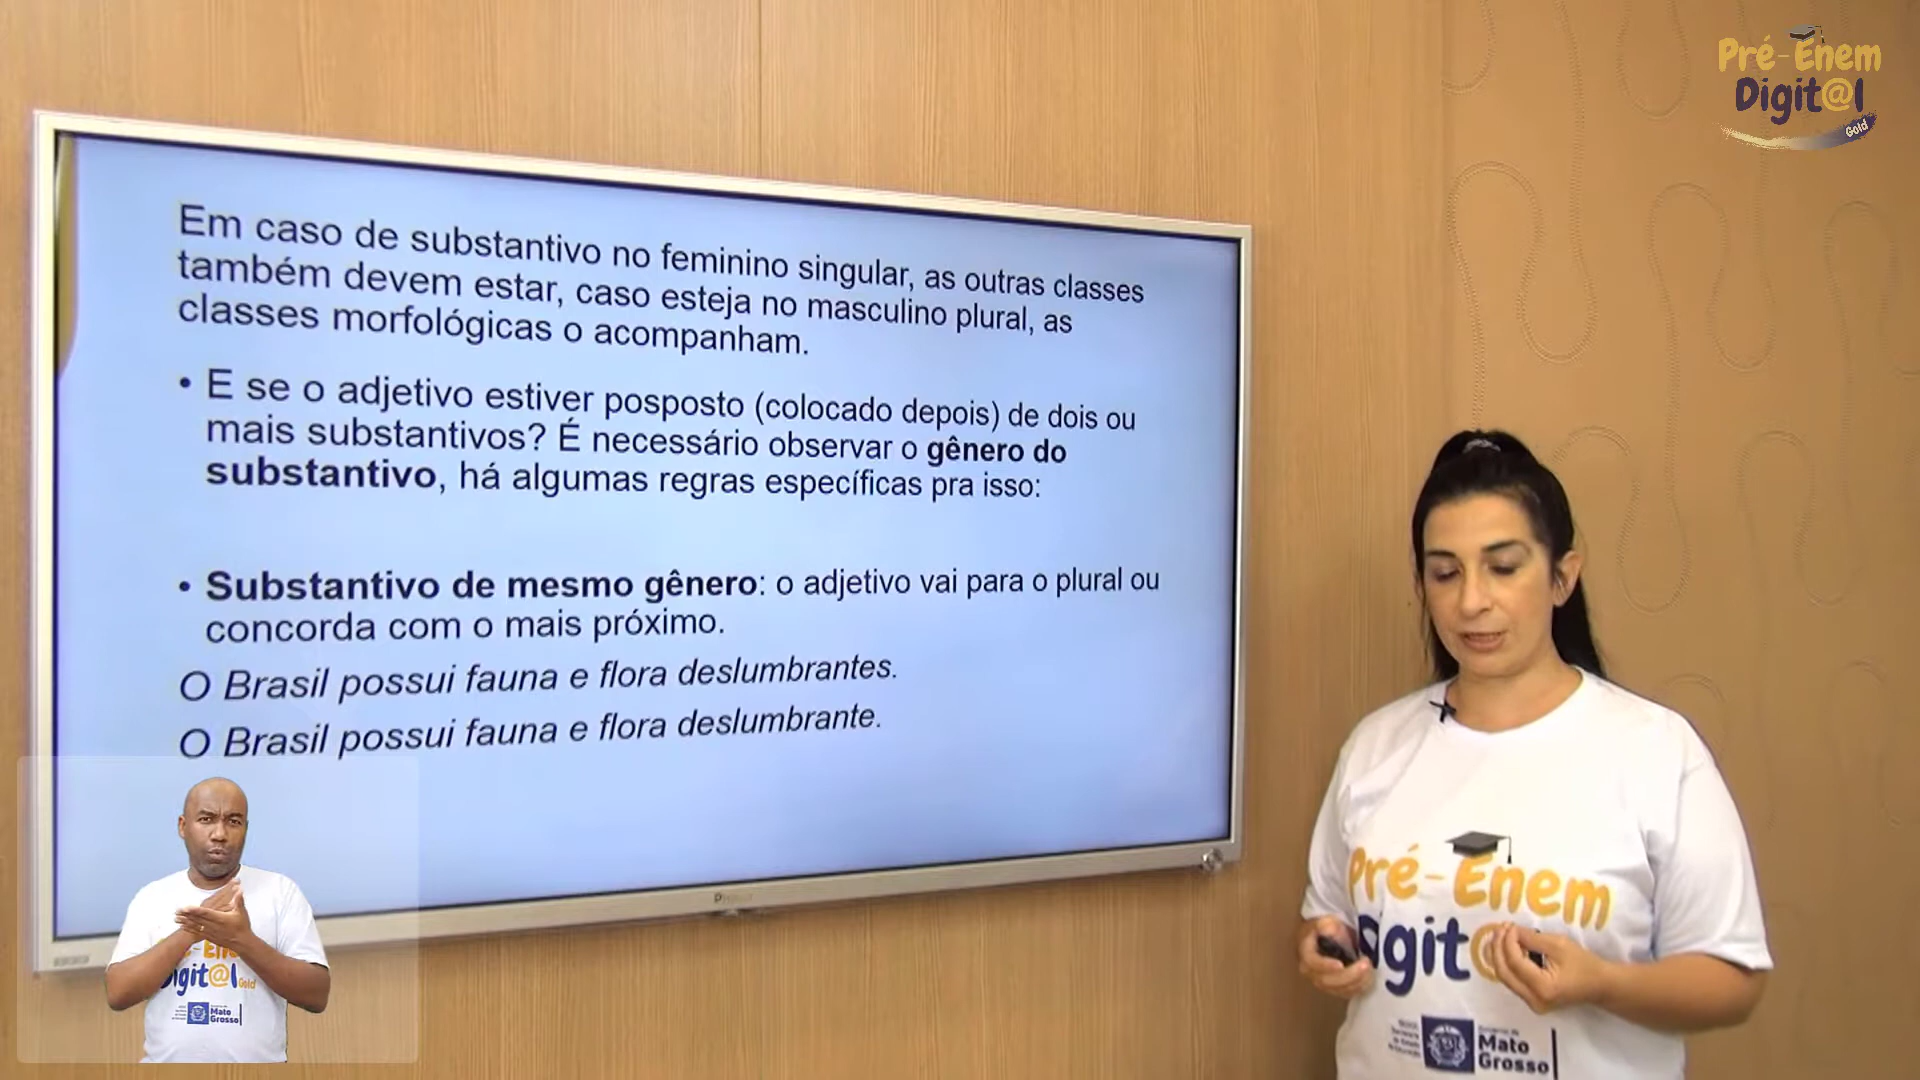 Pré-Enem
Digit@l
Gold
Em caso de substantivo no feminino singular, as outras classes
também devem estar, caso esteja no masculino plural, as
classes morfológicas o acompanham.
• E se o adjetivo estiver posposto (colocado depois) de dois ou
mais substantivos? É necessário observar o gênero do
substantivo, há algumas regras específicas pra isso:
• Substantivo de mesmo gênero: o adjetivo vai para o plural ou
concorda com o mais próximo.
O Brasil possui fauna e flora deslumbrantes.
O Brasil possui fauna e flora deslumbrante.
Digit@l
Gold
Mato
Grosso
Pré-Enem
Digit@
Mato
Grosso